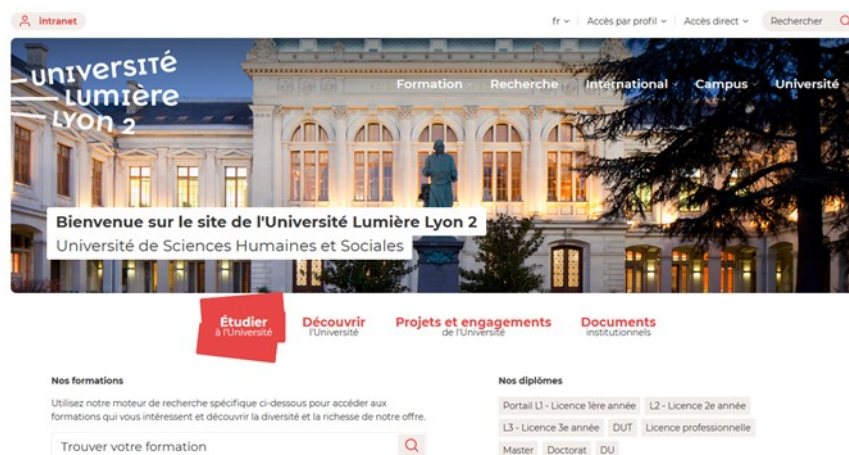 intranet
fr
Accès par profil
Accès direct
Rechercher
UNIVERSITÉ
LUMIÈRE
LYON 2
Formation
Recherche
International
Campus
Université
Bienvenue sur le site de l'Université Lumière Lyon 2
Université de Sciences Humaines et Sociales
Étudier
à l'Université
Découvrir
l'Université
Projets et engagements
de l'Université
Documents
institutionnels
Nos formations
Utilisez notre moteur de recherche spécifique ci-dessous pour accéder aux
formations qui vous intéressent et découvrir la diversité et la richesse de notre offre.
Trouver votre formation
Nos diplômes
Portail L1 - Licence 1ère année
L2 - Licence 2e année
L3 - Licence 3e année
DUT
Licence professionnelle
Master
Doctorat
DU